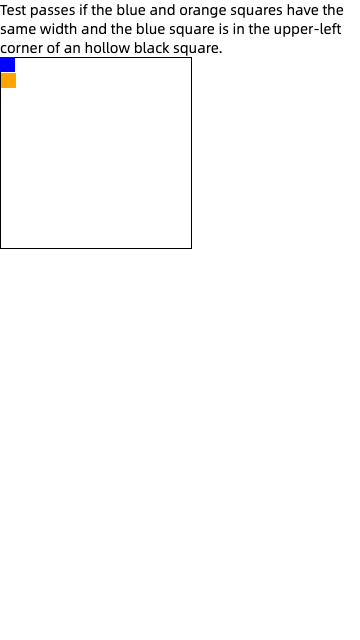 Test passes if the blue and orange squares have the
same width and the blue square is in the upper-left
corner of an hollow black square.